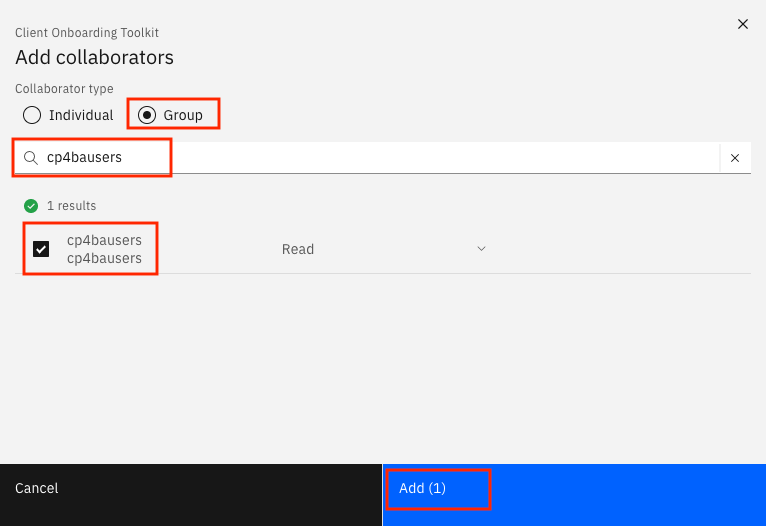 Client Onboarding Toolkit
Add collaborators
Collaborator type
Individual
Group
cp4bausers
1 results
cp4bausers
cp4bausers
Read
Cancel
Add (1)